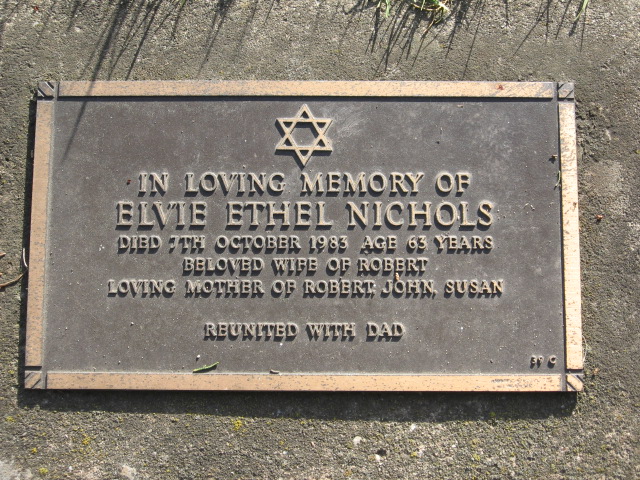 IN LOVING MEMORY OF
ELVIE ETHEL NICHOLS
DIED 7TH OCTOBER 1983 AGE 63 YEARS
BELOVED WIFE OF ROBERT
LOVING MOTHER OF ROBERT, JOHN, SUSAN
REUNITED WITH DAD
39 C